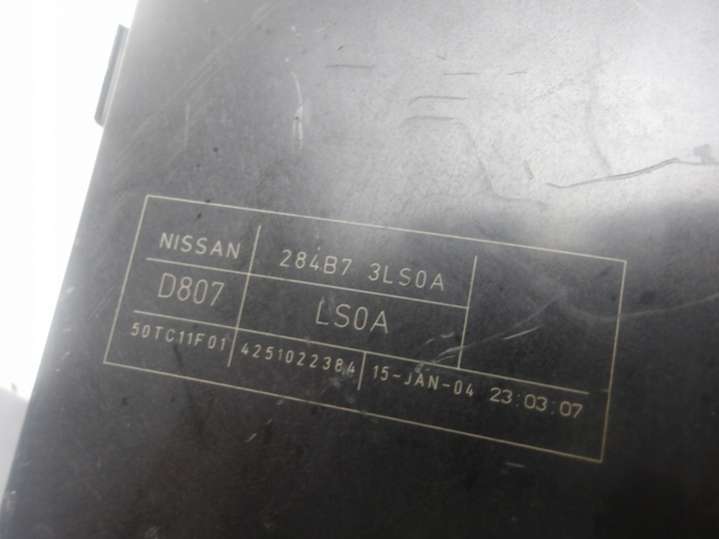 NISSAN 284B7 3LS0A
D807 LS0A
50TC11F01 4251022384 15-JAN-04 23:03:07